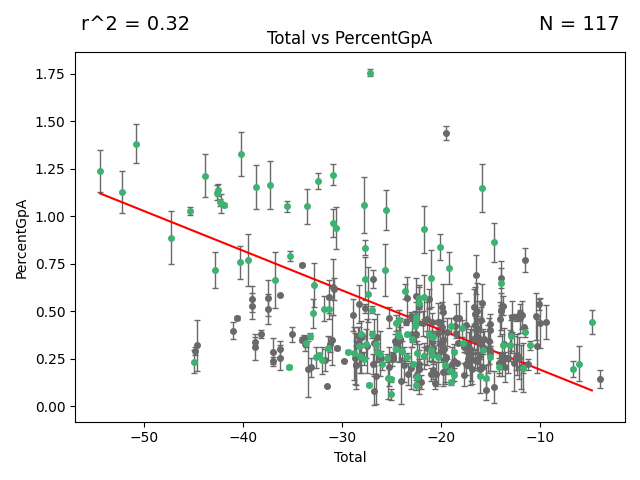 r^2 = 0.32
N = 117
Total vs PercentGpA
PercentGpA
1.75
1.50
1.25
1.00
0.75
0.50
0.25
0.00
−50
−40
−30
−20
−10
Total